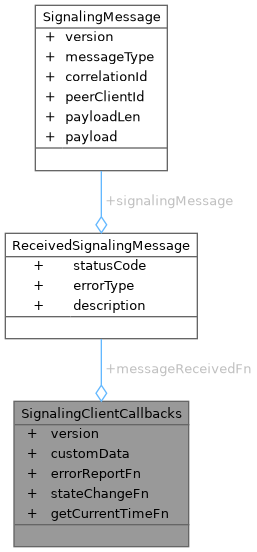 SignalingMessage
+ version
+ messageType
+ correlationId
+ peerClientId
+ payloadLen
+ payload
+signalingMessage
ReceivedSignalingMessage
+ statusCode
+ errorType
+ description
+messageReceivedFn
SignalingClientCallbacks
+ version
+ customData
+ errorReportFn
+ stateChangeFn
+ getCurrentTimeFn